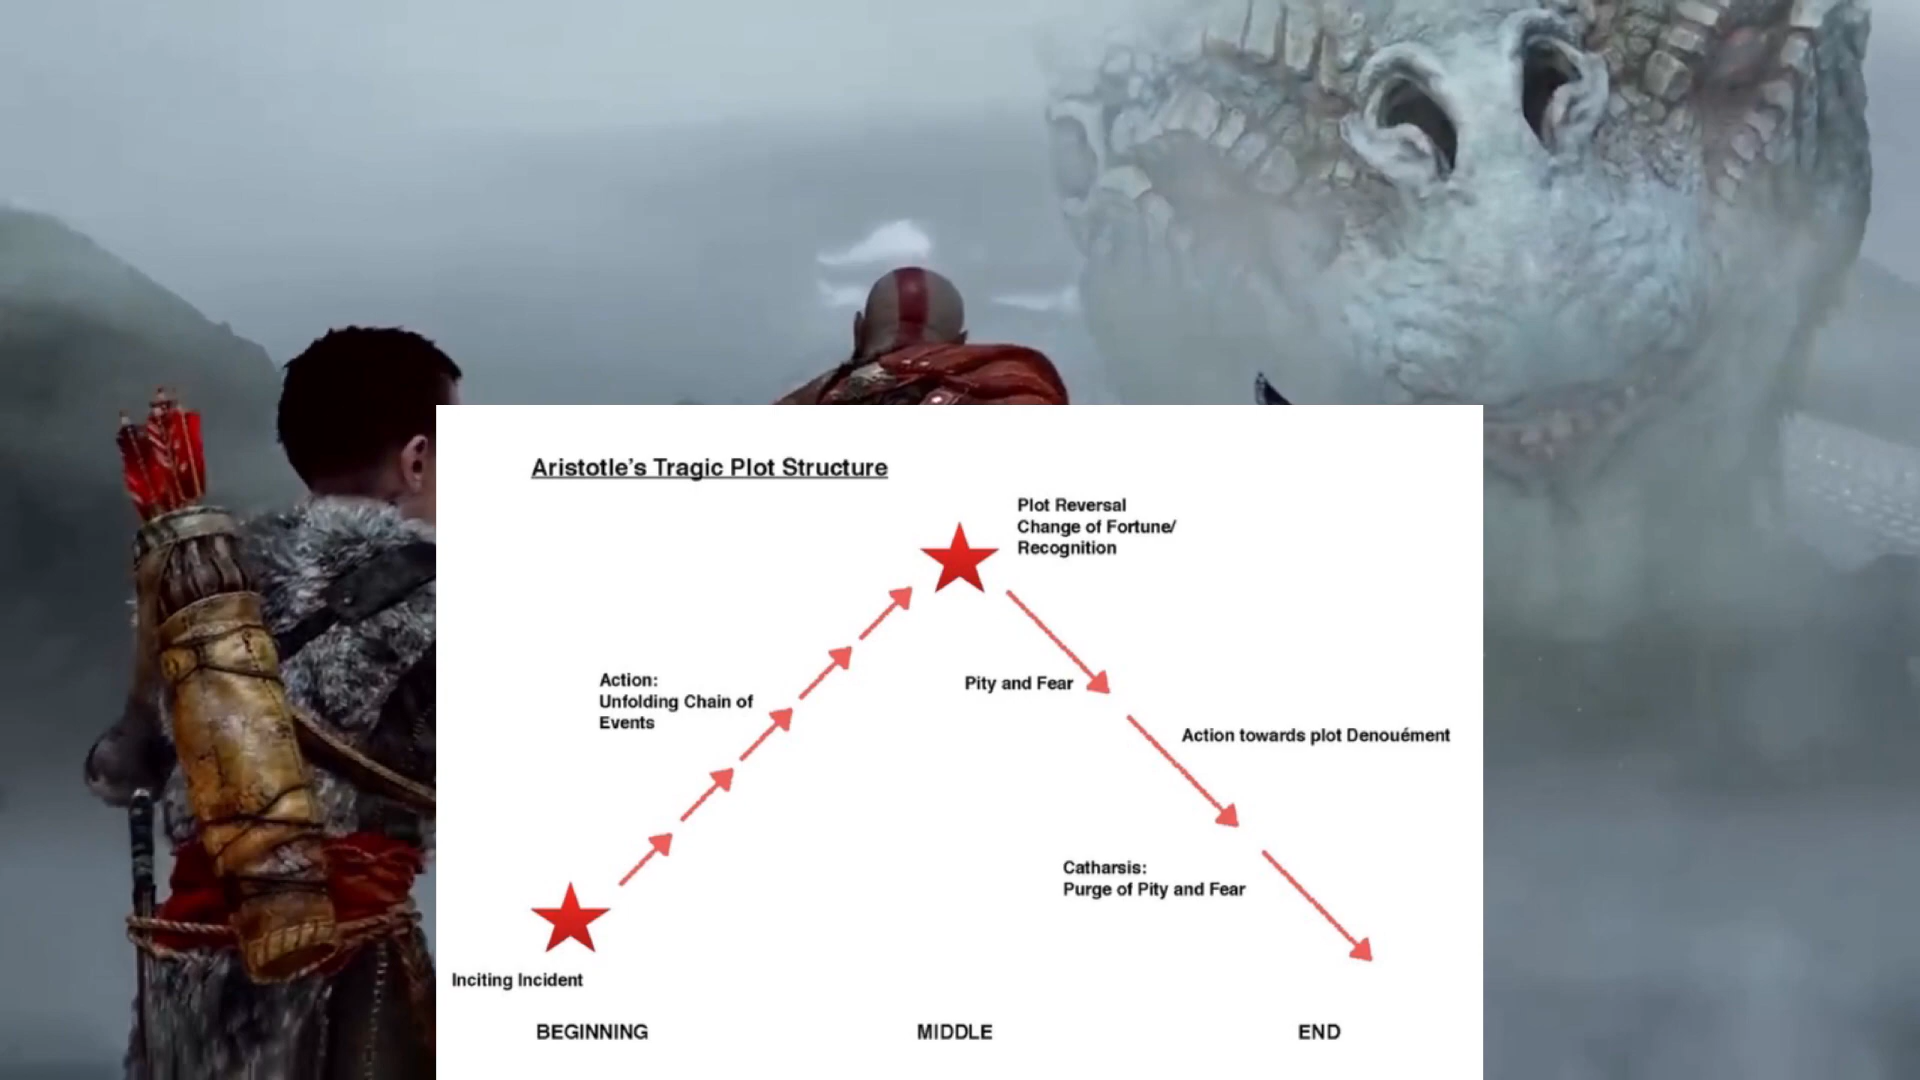 Aristotle's Tragic Plot Structure
Plot Reversal
Change of Fortune/
Recognition
Action:
Unfolding Chain of
Events
Pity and Fear
Action towards plot Denouément
Catharsis:
Purge of Pity and Fear
Inciting Incident
BEGINNING
MIDDLE
END